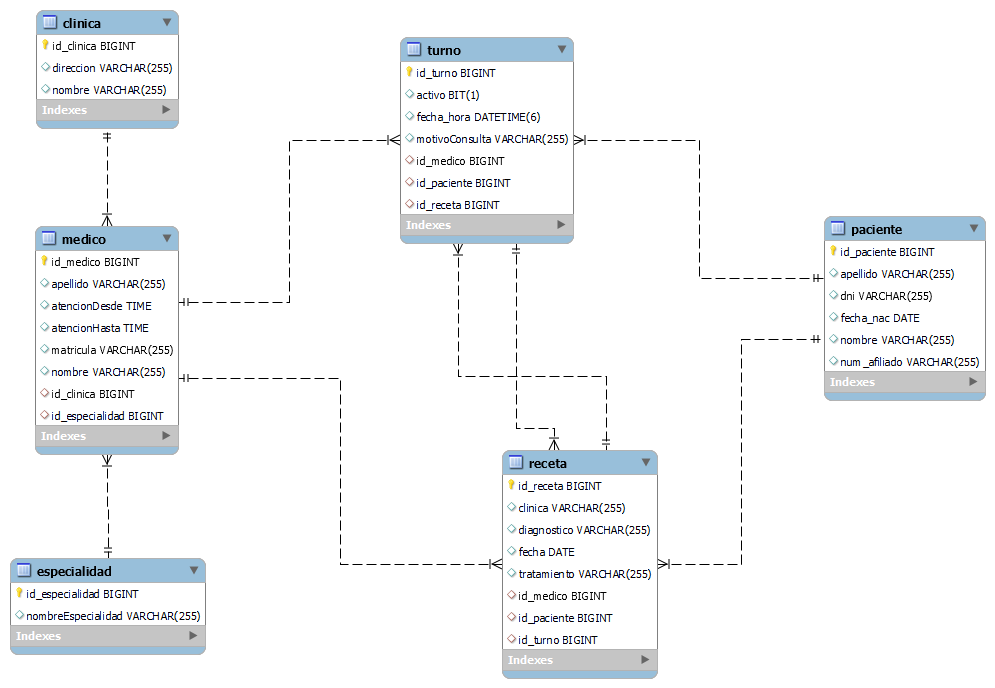 clinica
id_clinica BIGINT
direccion VARCHAR(255)
nombre VARCHAR(255)
Indexes
turno
id_turno BIGINT
activo BIT(1)
fecha_hora DATETIME(6)
motivoConsulta VARCHAR(255)
id_medico BIGINT
id_paciente BIGINT
id_receta BIGINT
Indexes
medico
id_medico BIGINT
apellido VARCHAR(255)
atencionDesde TIME
atencionHasta TIME
matricula VARCHAR(255)
nombre VARCHAR(255)
id_clinica BIGINT
id_especialidad BIGINT
Indexes
paciente
id_paciente BIGINT
apellido VARCHAR(255)
dni VARCHAR(255)
fecha_nac DATE
nombre VARCHAR(255)
num_afiliado VARCHAR(255)
Indexes
receta
id_receta BIGINT
clinica VARCHAR(255)
diagnostico VARCHAR(255)
fecha DATE
tratamiento VARCHAR(255)
id_medico BIGINT
id_paciente BIGINT
id_turno BIGINT
Indexes
especialidad
id_especialidad BIGINT
nombreEspecialidad VARCHAR(255)
Indexes